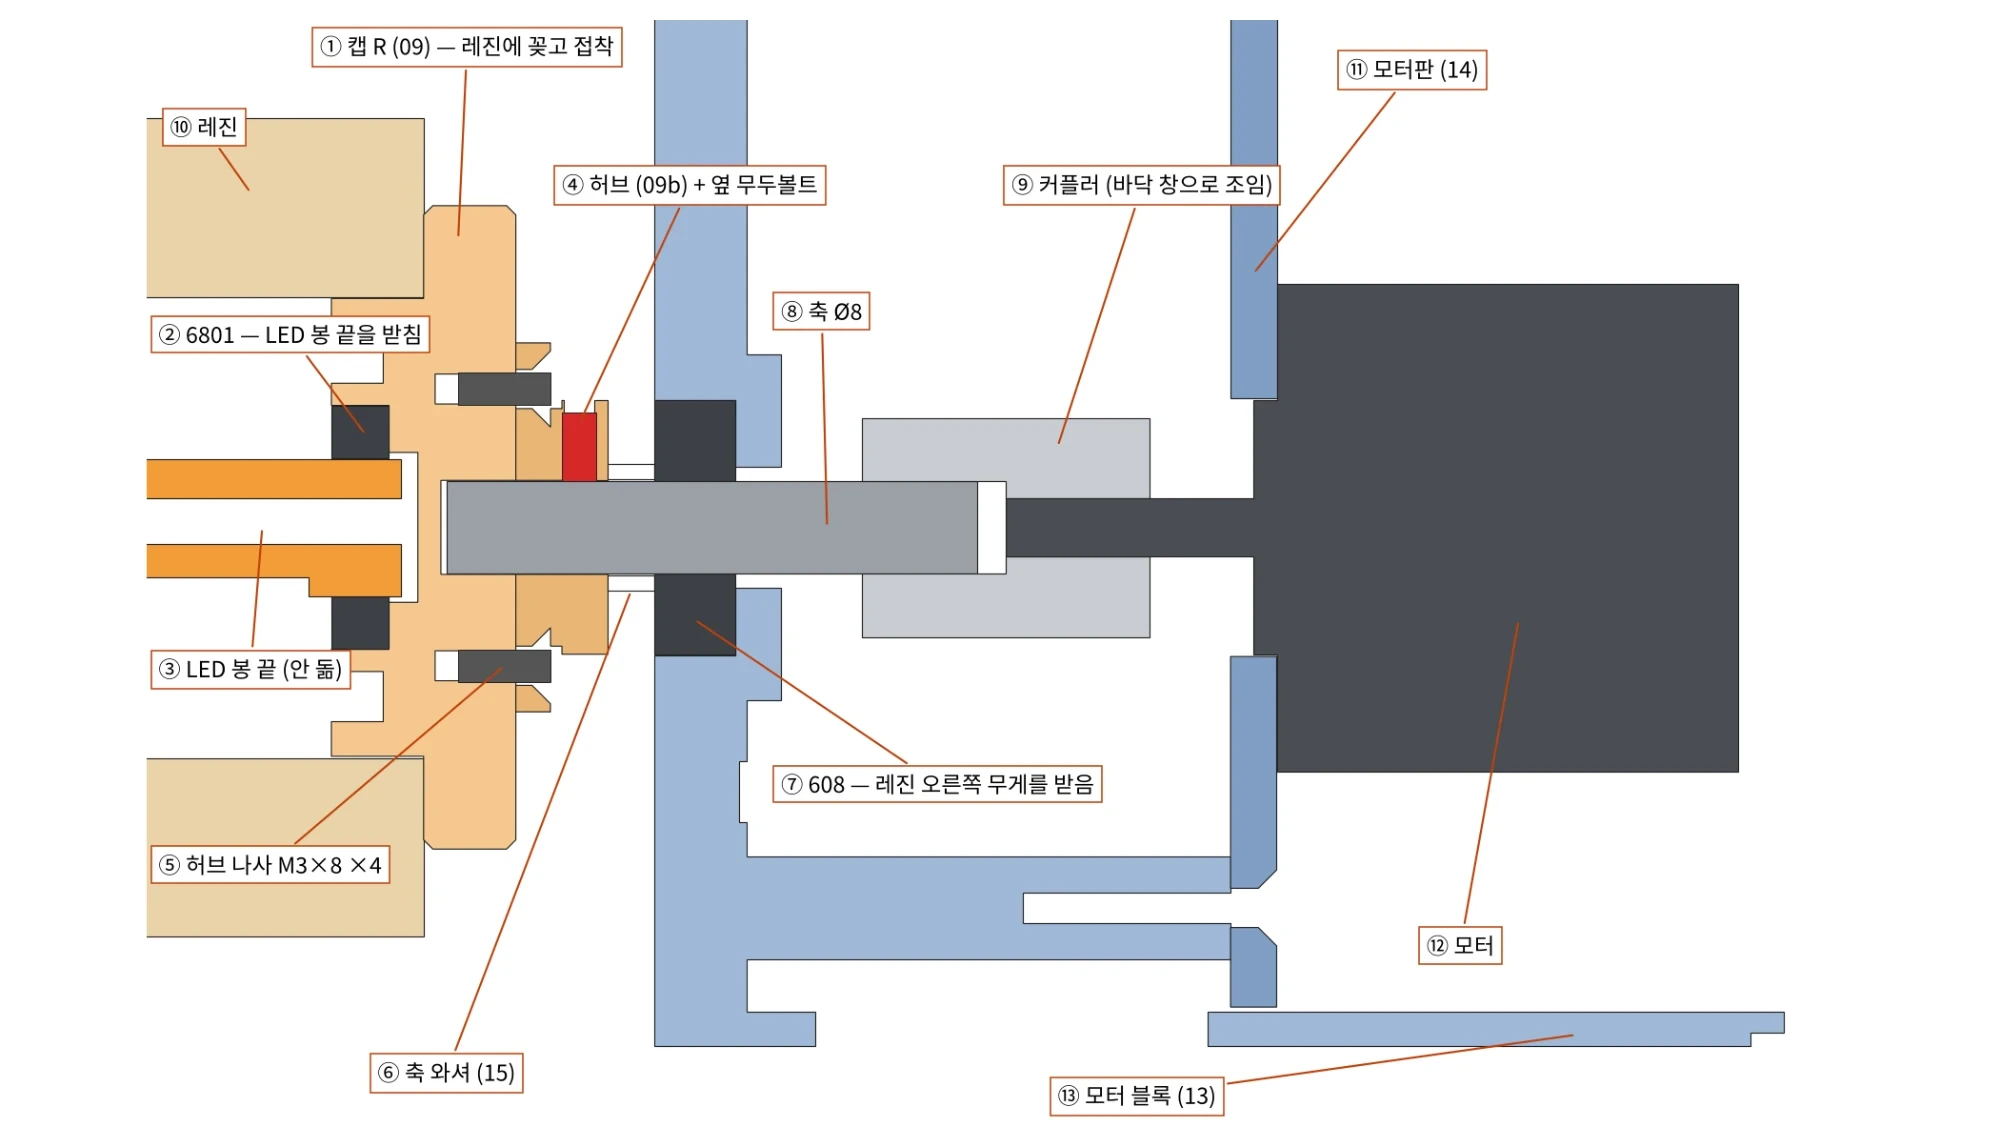 ① 캡 R (09) — 레진에 꽂고 접착
⑪ 모터판 (14)
⑩ 레진
④ 허브 (09b) + 옆 무두볼트
⑨ 커플러 (바닥 창으로 조임)
⑧ 축 Ø8
② 6801 — LED 봉 끝을 받침
③ LED 봉 끝 (안 돎)
⑦ 608 — 레진 오른쪽 무게를 받음
⑤ 허브 나사 M3×8 ×4
⑫ 모터
⑥ 축 와셔 (15)
⑬ 모터 블록 (13)